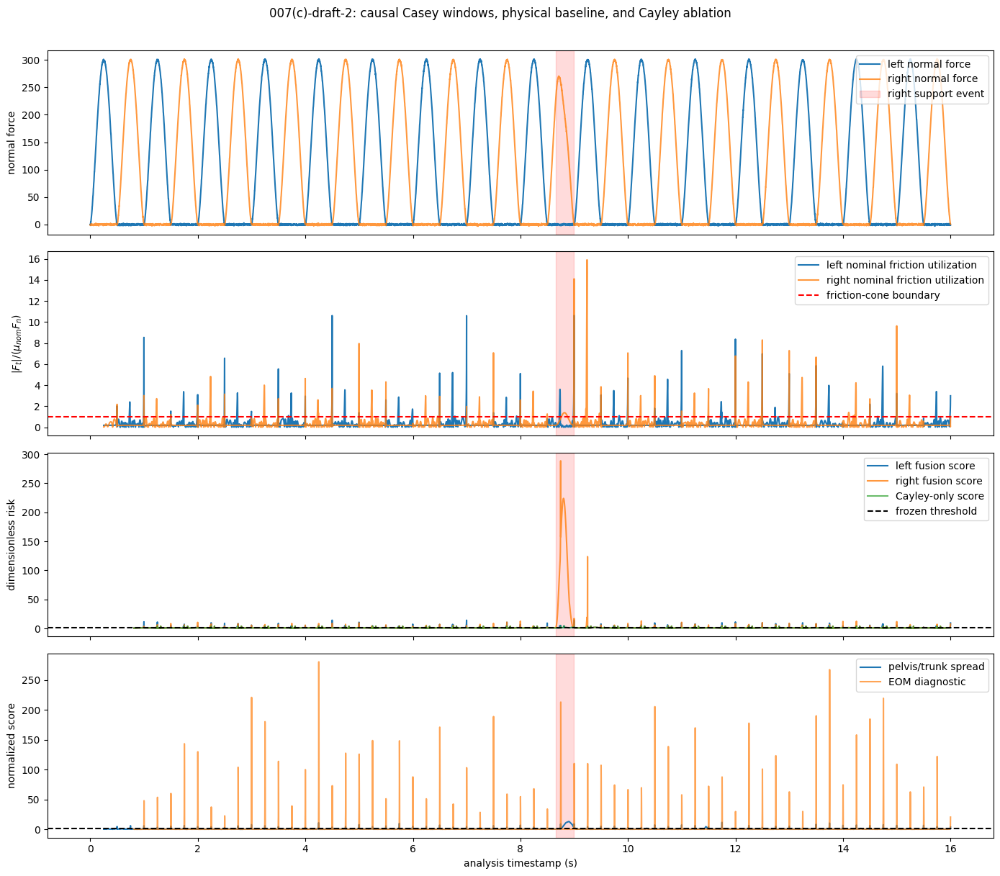 007(c)-draft-2: causal Casey windows, physical baseline, and Cayley ablation
300
250
200
150
100
50
0
normal force
left normal force
right normal force
right support event
16
14
12
10
8
6
4
2
0
|F_t|/(μ_nom F_n)
left nominal friction utilization
right nominal friction utilization
friction-cone boundary
300
250
200
150
100
50
0
dimensionless risk
left fusion score
right fusion score
Cayley-only score
frozen threshold
250
200
150
100
50
0
normalized score
pelvis/trunk spread
EOM diagnostic
0 2 4 6 8 10 12 14 16
analysis timestamp (s)